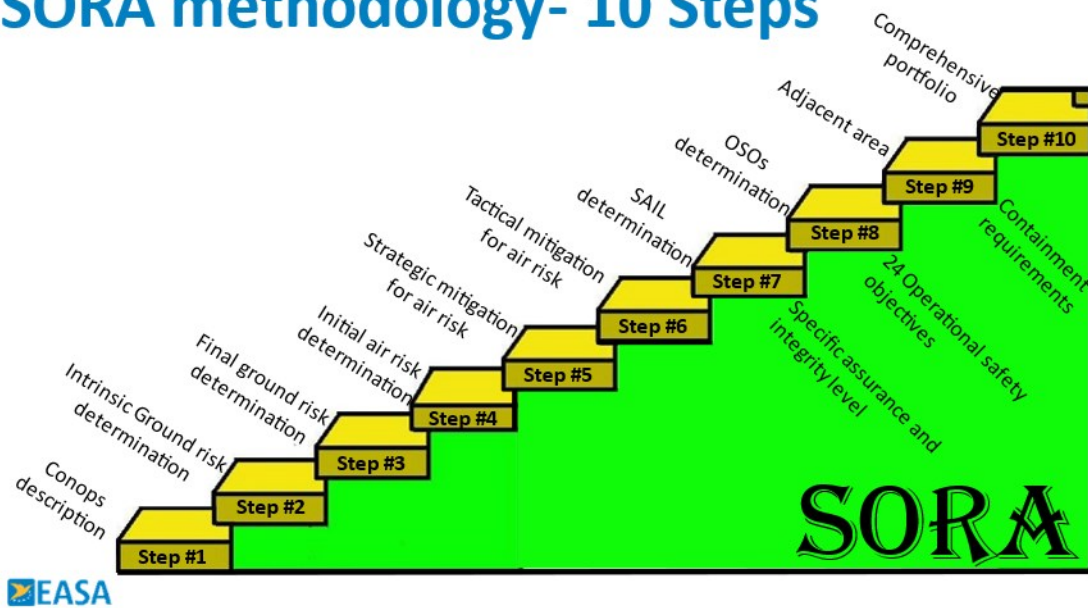 SORA methodology- 10 Steps
Conops
description
Step #1
Intrinsic Ground risk
determination
Step #2
Final ground risk
determination
Step #3
Initial air risk
determination
Step #4
Strategic mitigation
for air risk
Step #5
Tactical mitigation
for air risk
Step #6
SAIL
determination
Step #7
Specific assurance and
integrity level
OSOs
determination
Step #8
24 Operational safety
objectives
Adjacent area
Step #9
Containment
requirements
Comprehensive
portfolio
Step #10
SORA
EASA